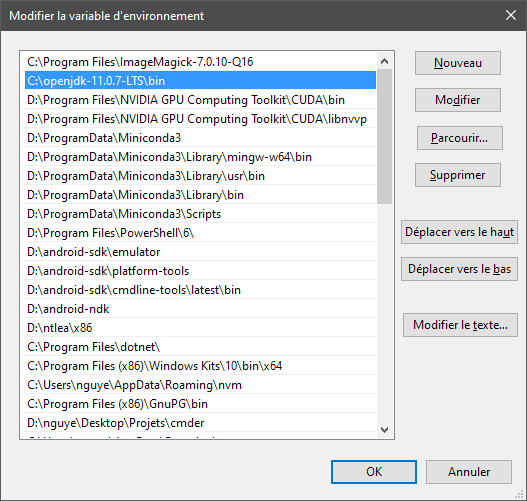 Modifier la variable d'environnement
C:\Program Files\ImageMagick-7.0.10-Q16
C:\openjdk-11.0.7-LTS\bin
D:\Program Files\NVIDIA GPU Computing Toolkit\CUDA\bin
D:\Program Files\NVIDIA GPU Computing Toolkit\CUDA\libnvvp
D:\ProgramData\Miniconda3
D:\ProgramData\Miniconda3\Library\mingw-w64\bin
D:\ProgramData\Miniconda3\Library\usr\bin
D:\ProgramData\Miniconda3\Library\bin
D:\ProgramData\Miniconda3\Scripts
D:\Program Files\PowerShell\6\
D:\android-sdk\emulator
D:\android-sdk\platform-tools
D:\android-sdk\cmdline-tools\latest\bin
D:\android-ndk
D:\ntlea\x86
C:\Program Files\dotnet\
C:\Program Files (x86)\Windows Kits\10\bin\x64
C:\Users\nguye\AppData\Roaming\nvm
C:\Program Files (x86)\GnuPG\bin
D:\nguye\Desktop\Projets\cmder
Nouveau
Modifier
Parcourir...
Supprimer
Déplacer vers le haut
Déplacer vers le bas
Modifier le texte...
OK
Annuler